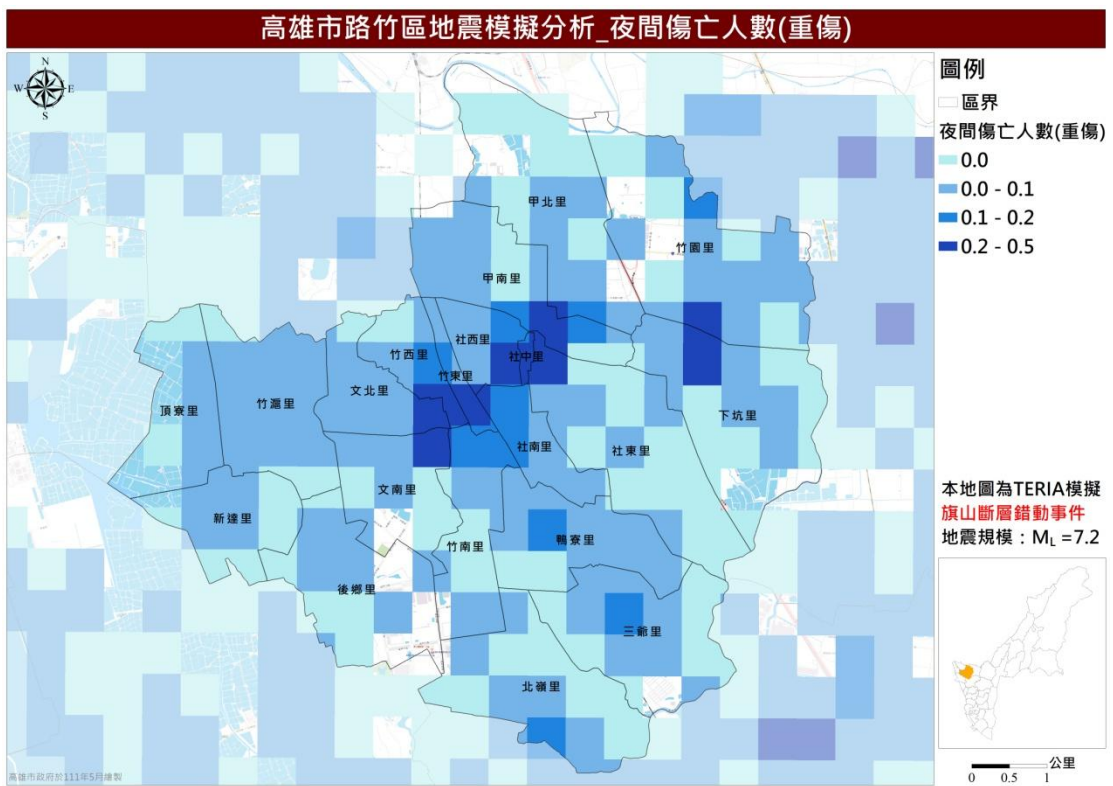 高雄市路竹區地震模擬分析_夜間傷亡人數(重傷)
N
W
E
S
圖例
區界
夜間傷亡人數(重傷)
0.0
0.0 - 0.1
0.1 - 0.2
0.2 - 0.5
甲北里
竹園里
甲南里
社西里
竹西里
社中里
竹東里
文北里
頂寮里
竹滬里
下坑里
社南里
社東里
文南里
新達里
竹南里
鴨寮里
後鄉里
三爺里
北嶺里
本地圖為TERIA模擬
旗山斷層錯動事件
地震規模：ML =7.2
公里
0 0.5 1
高雄市政府於111年5月繪製